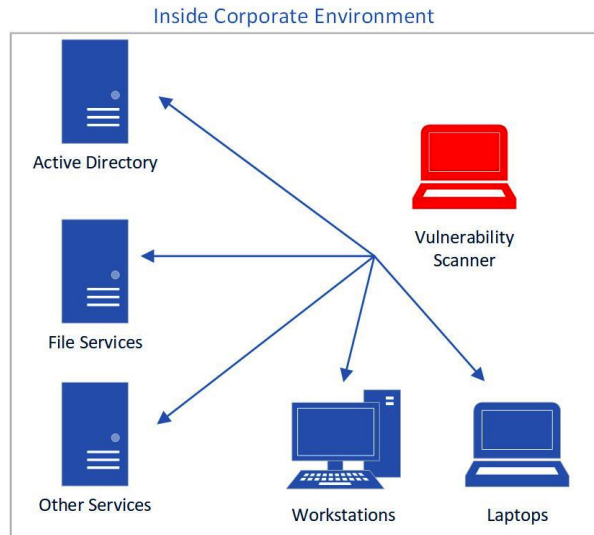 Inside Corporate Environment
Active Directory
Vulnerability
Scanner
File Services
Other Services
Workstations
Laptops